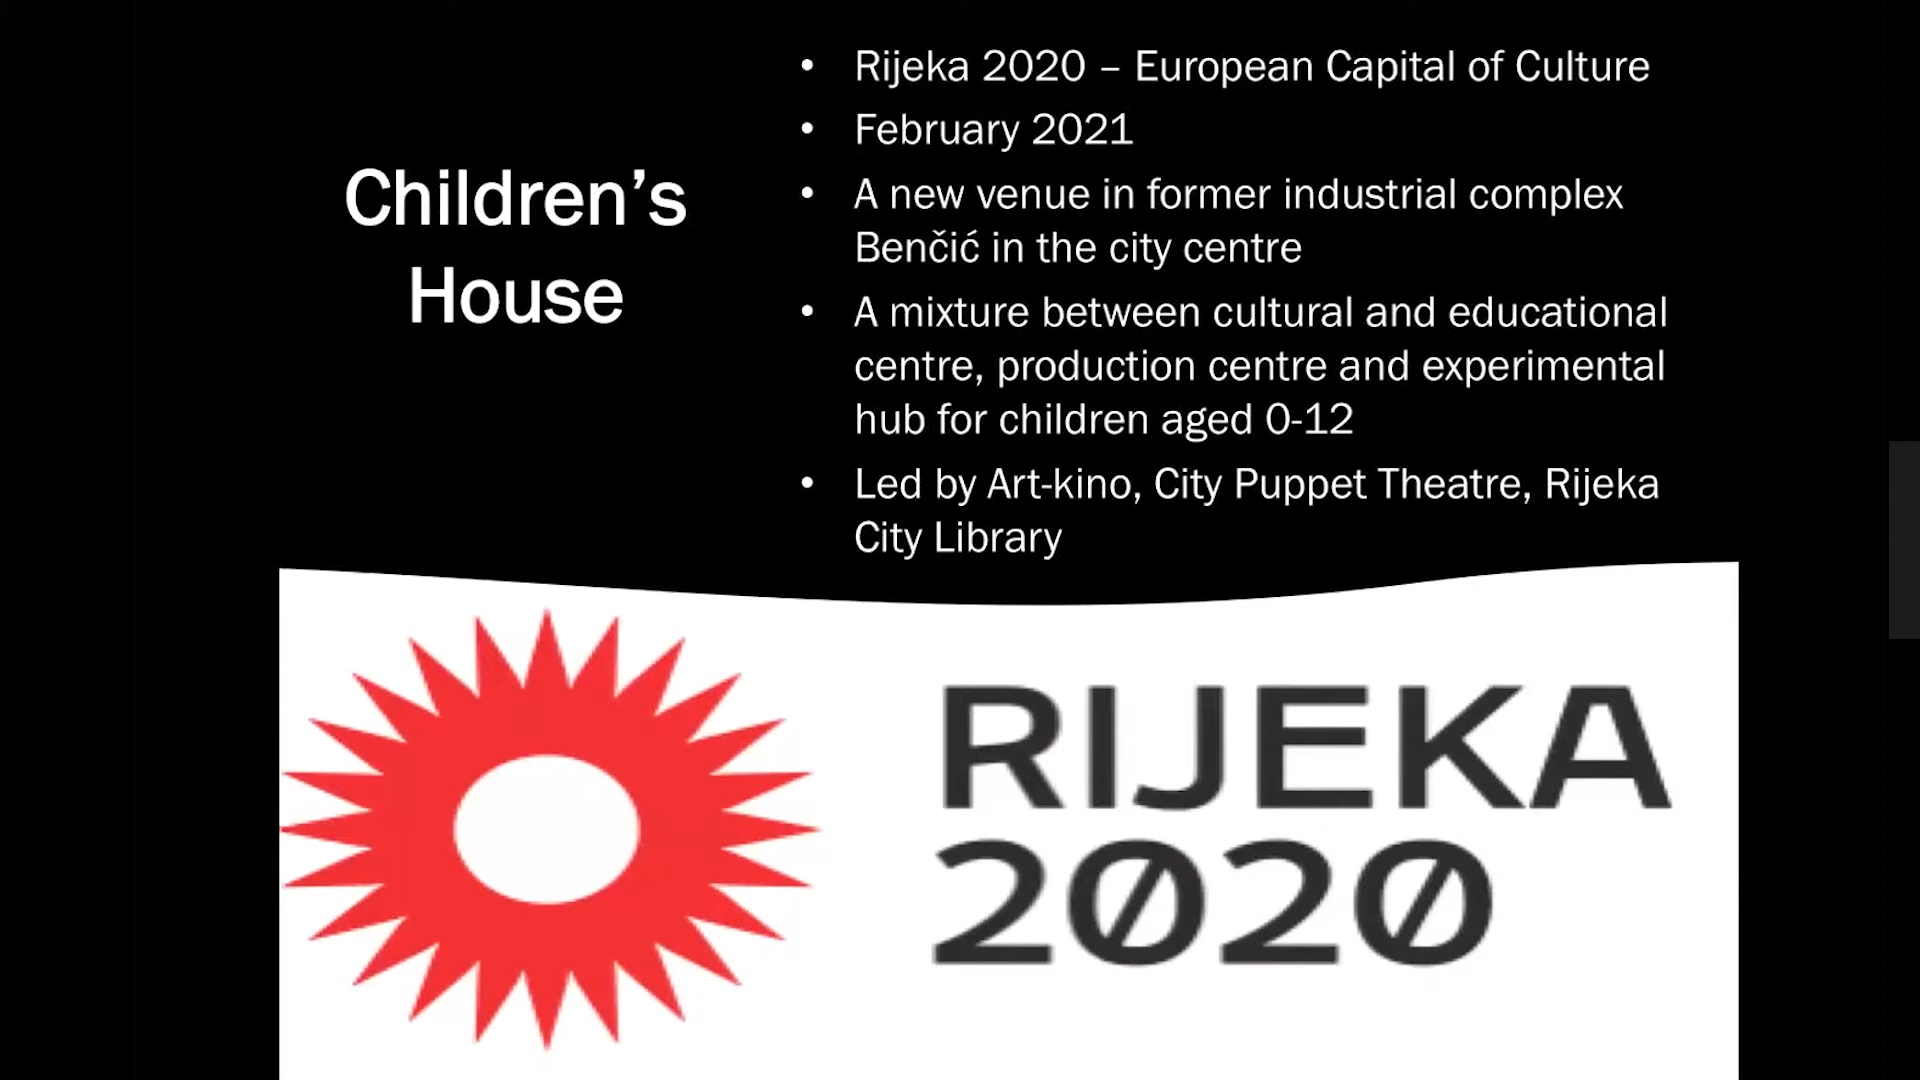 Children’s
House
• Rijeka 2020 – European Capital of Culture
• February 2021
• A new venue in former industrial complex
Benčić in the city centre
• A mixture between cultural and educational
centre, production centre and experimental
hub for children aged 0-12
• Led by Art-kino, City Puppet Theatre, Rijeka
City Library
RIJEKA
2020